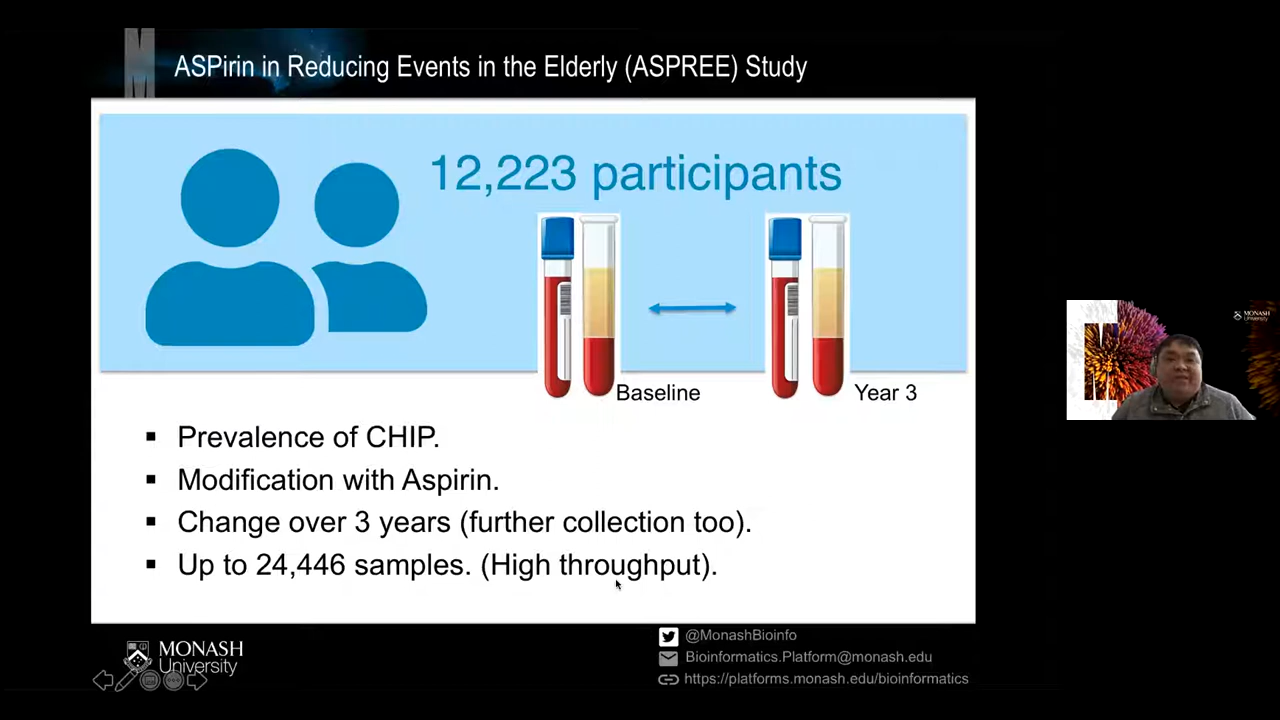 ASPirin in Reducing Events in the Elderly (ASPREE) Study
12,223 participants
Baseline
Year 3
Prevalence of CHIP.
Modification with Aspirin.
Change over 3 years (further collection too).
Up to 24,446 samples. (High throughput).
MONASH
University
@MonashBioinfo
Bioinformatics.Platform@monash.edu
https://platforms.monash.edu/bioinformatics
MONASH
University